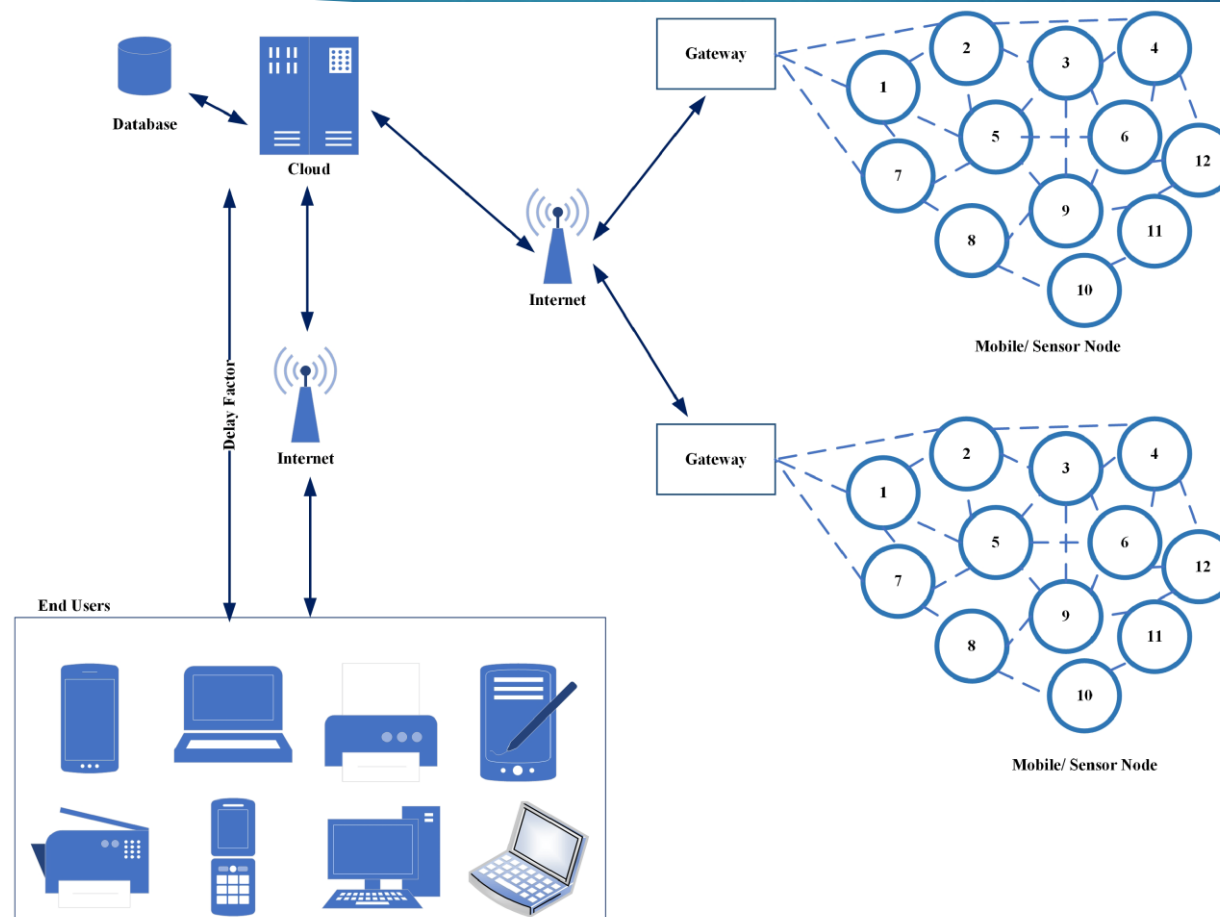 Database
Cloud
Internet
Gateway
1
2
3
4
5
6
7
8
9
10
11
12
Mobile/ Sensor Node
Delay Factor
Internet
Gateway
1
2
3
4
5
6
7
8
9
10
11
12
Mobile/ Sensor Node
End Users